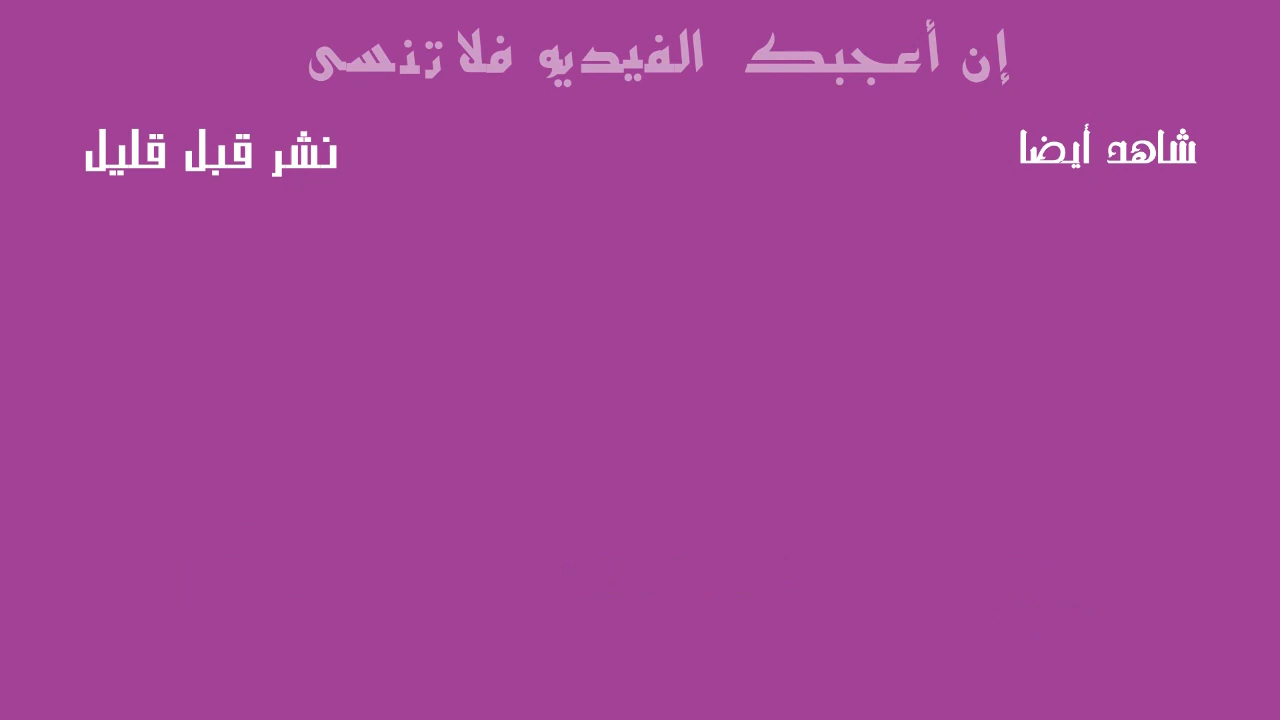 إن أعجبك الفيديو فلا تنسى
شاهد أيضا
نشر قبل قليل